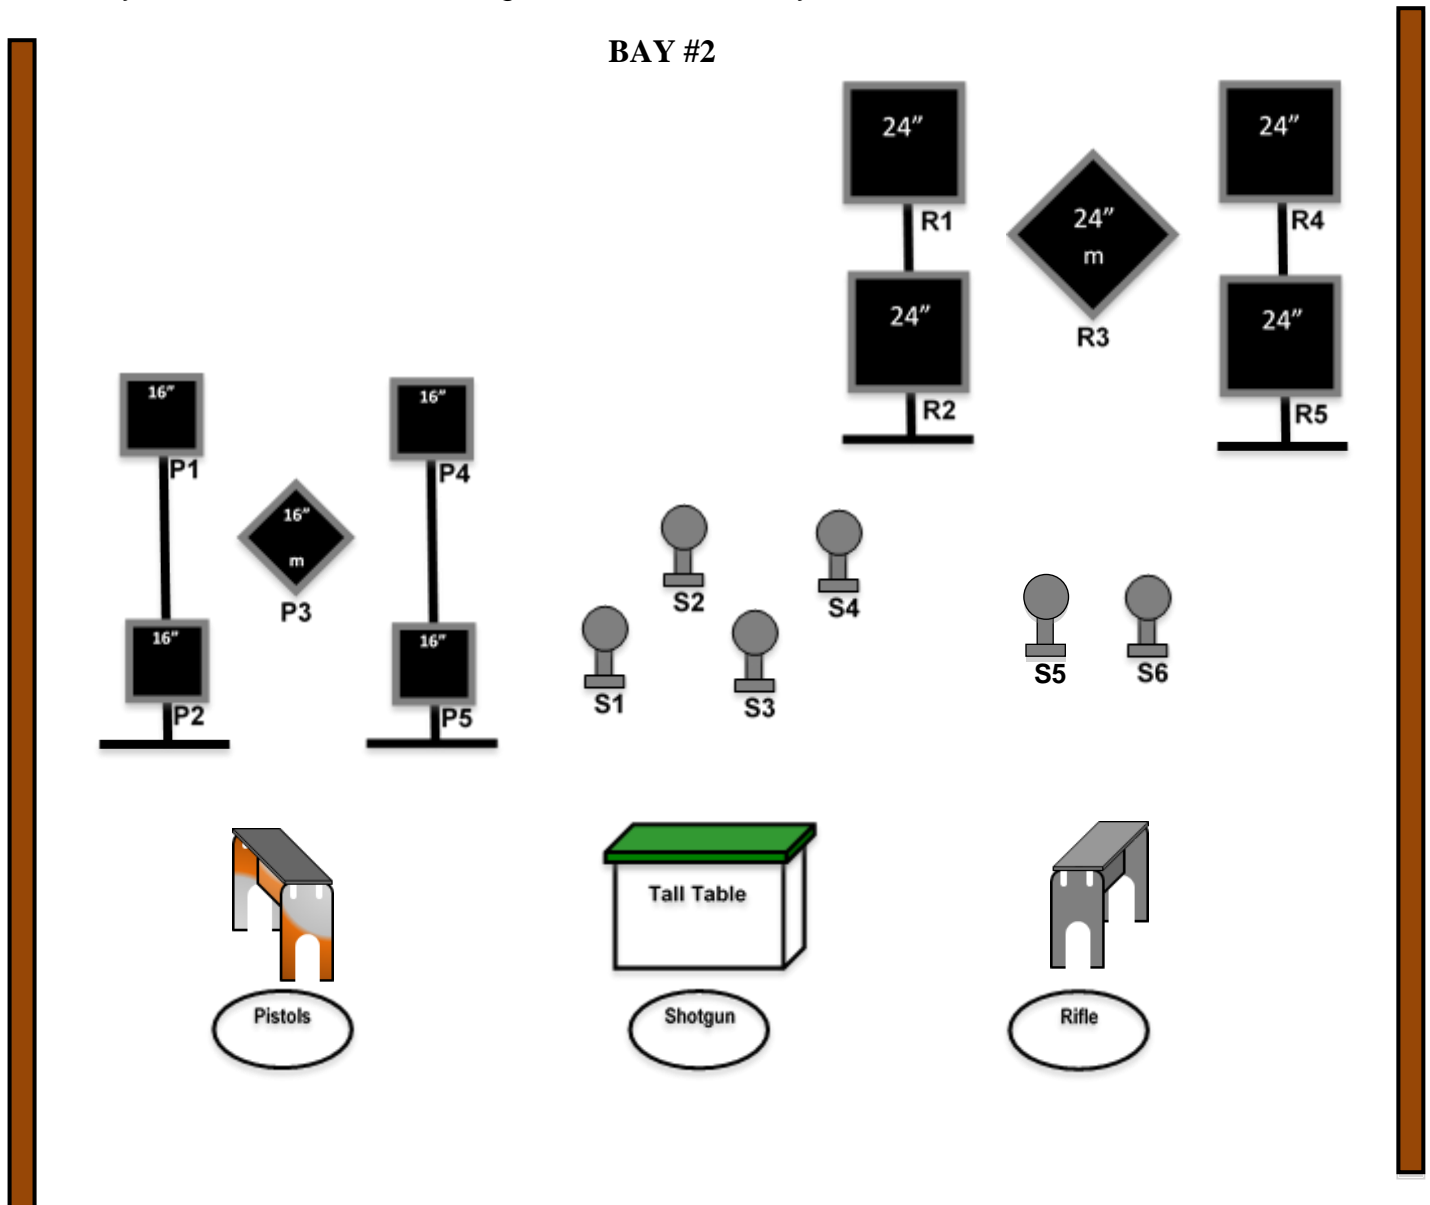 BAY #2
24”
24”
R1
R4
24”
m
24”
24”
R3
R2
R5
16”
16”
P1
P4
16”
m
P3
S2
S4
16”
16”
S5
S6
S1
S3
P2
P5
Tall Table
Pistols
Shotgun
Rifle